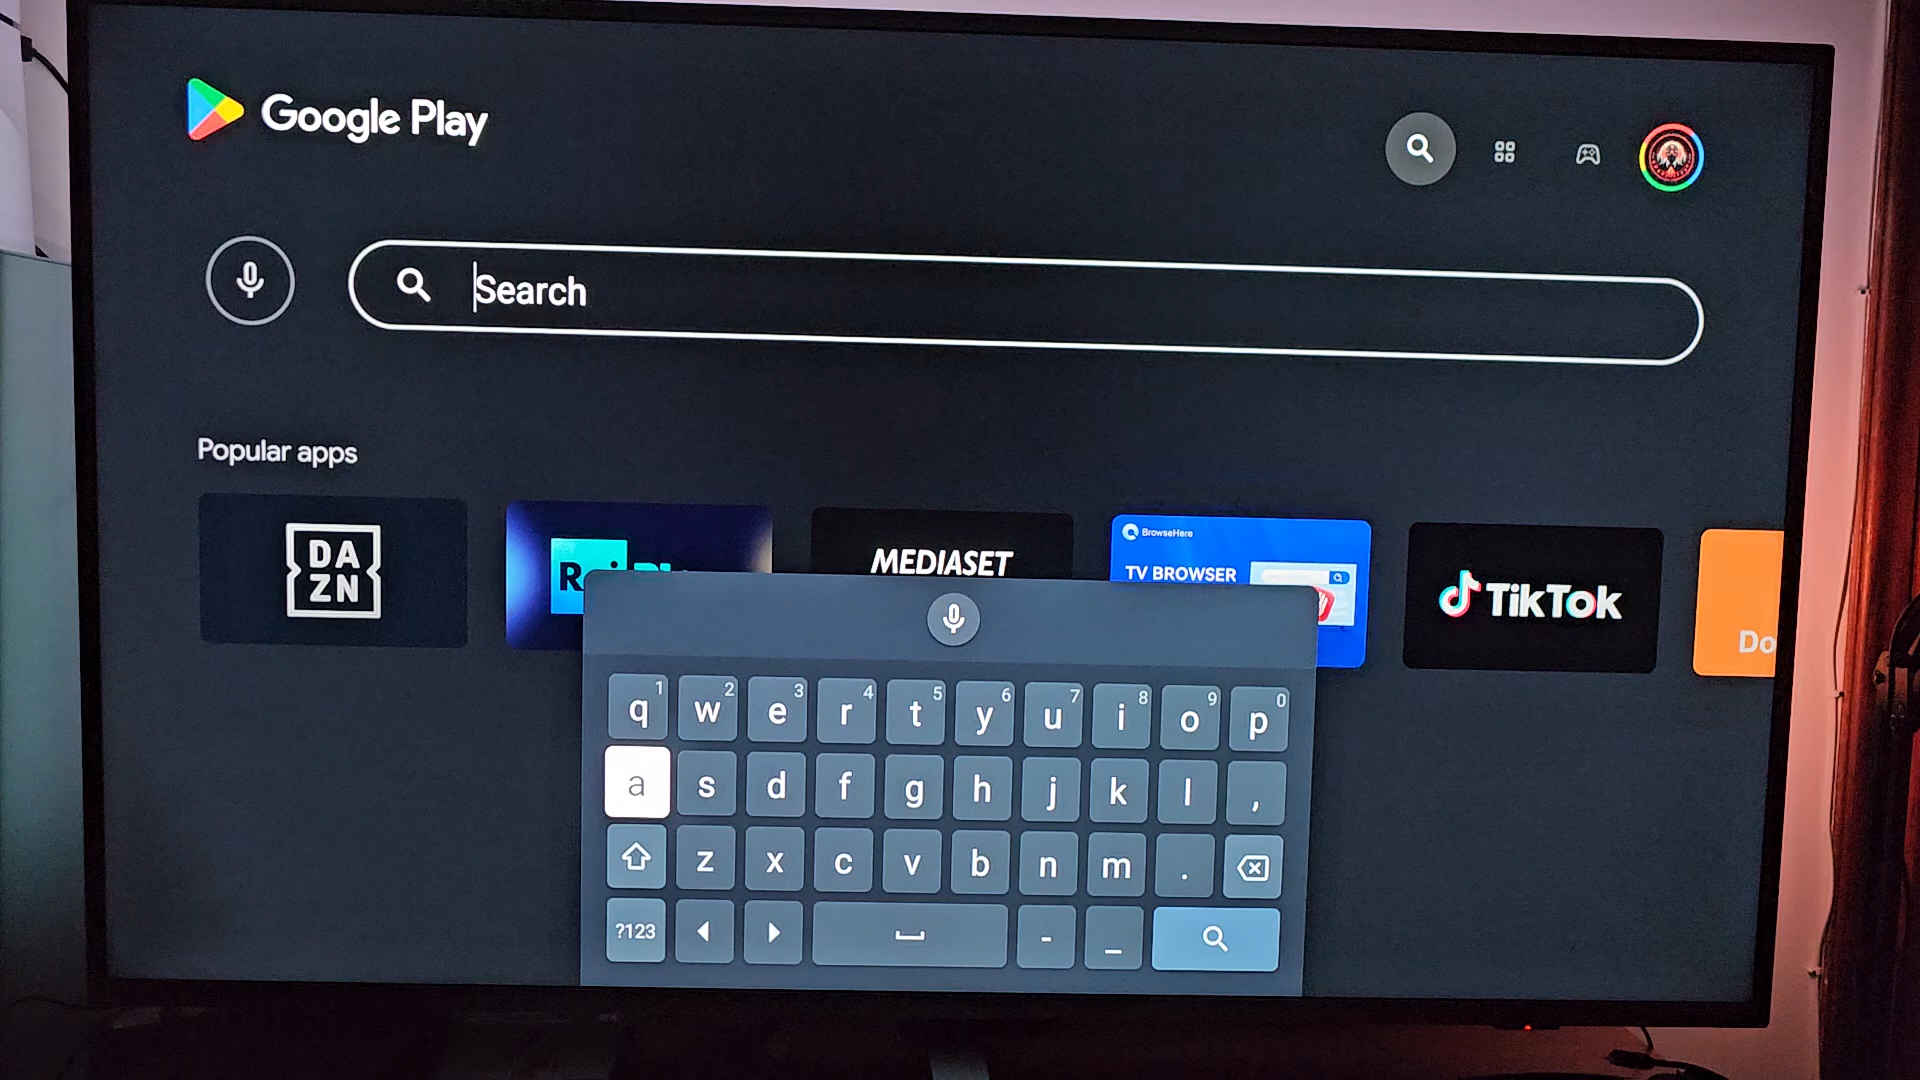 Google Play
Search
Popular apps
DA
ZN
MEDIASET
BrowseHere
TV BROWSER
TikTok
Do
q 1 w 2 e 3 r 4 t 5 y 6 u 7 i 8 o 9 p 0
a s d f g h j k l ,
z x c v b n m .
?123 - _